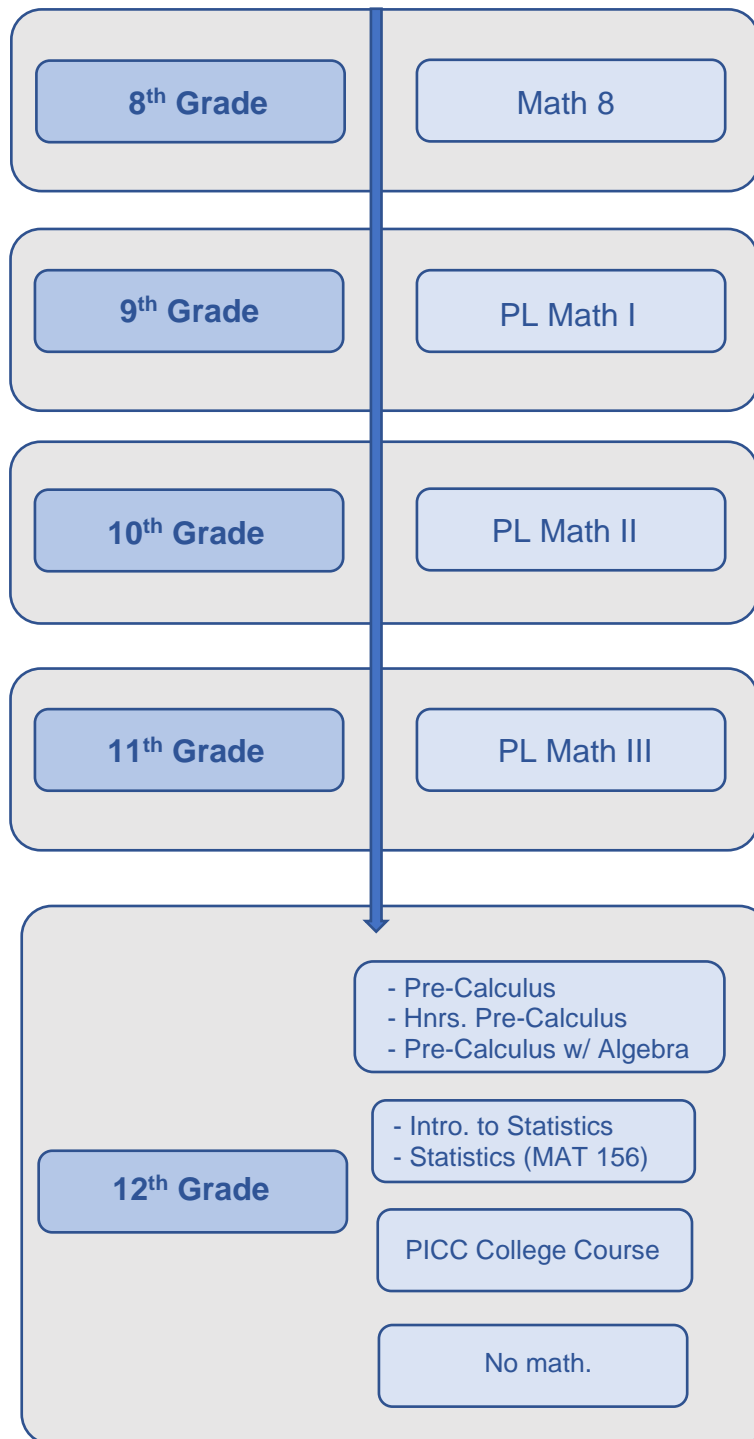 8th Grade
Math 8
9th Grade
PL Math I
10th Grade
PL Math II
11th Grade
PL Math III
12th Grade
- Pre-Calculus
- Hnrs. Pre-Calculus
- Pre-Calculus w/ Algebra
- Intro. to Statistics
- Statistics (MAT 156)
PICC College Course
No math.